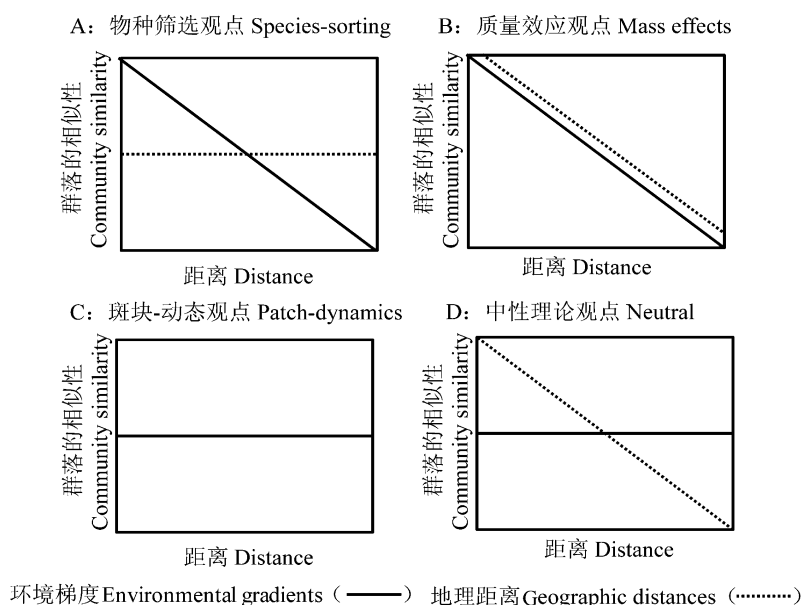 A：物种筛选观点 Species-sorting
群落的相似性
Community similarity
距离 Distance
B：质量效应观点 Mass effects
群落的相似性
Community similarity
距离 Distance
C：斑块-动态观点 Patch-dynamics
群落的相似性
Community similarity
距离 Distance
D：中性理论观点 Neutral
群落的相似性
Community similarity
距离 Distance
环境梯度Environmental gradients（ ）
地理距离Geographic distances（ ）